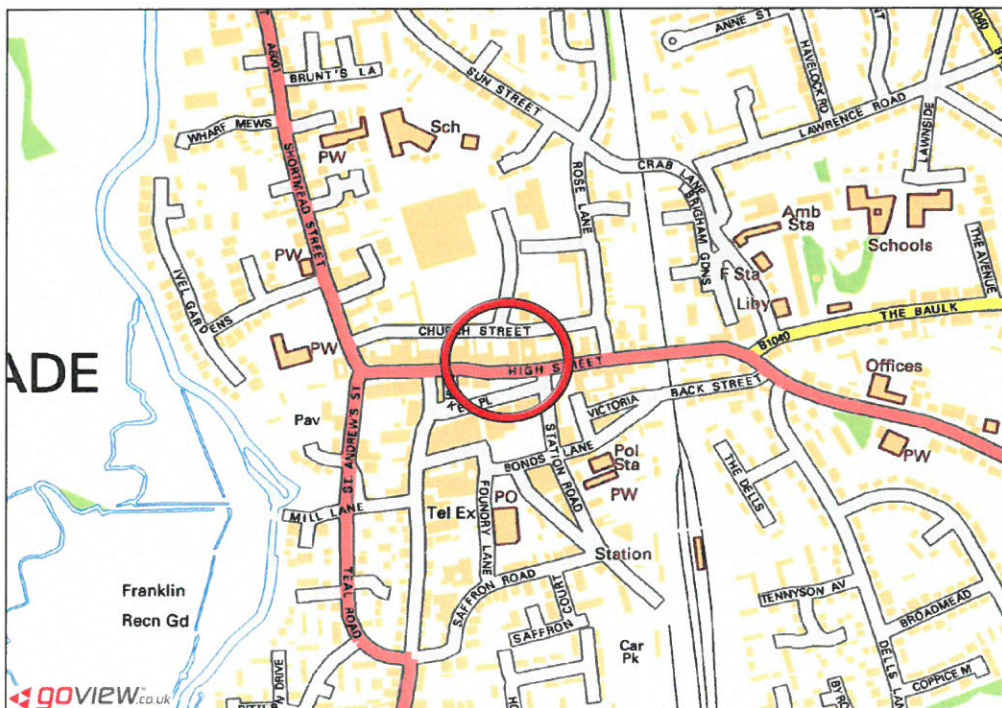 A6001
BRUNT'S LA
WHARF MEWS
SHORTMEAD STREET
PW
Sch
SUN STREET
ANNE ST
HAVELOCK RD
LAWRENCE ROAD
LAWNSIDE
CRAB LANE
BRIGHAM GDNS
ROSE LANE
Amb
Sta
Schools
THE AVENUE
F Sta
Liby
THE BAULK
B1040
PW
IVEL GARDENS
CHURCH STREET
PW
HIGH STREET
ADE
BACK STREET
Offices
PW
VICTORIA
ST ANDREW'S ST
Pav
STATION ROAD
BONDS LANE
Pol
Sta
PW
THE DELLS
MILL LANE
Tel Ex
FOUNDRY LANE
PO
Station
TEAL ROAD
SAFFRON ROAD
SAFFRON
COURT
Franklin
Recn Gd
Car
Pk
TENNYSON AV
BROADMEAD
DELLS LAN
COPPICE M
goview.co.uk